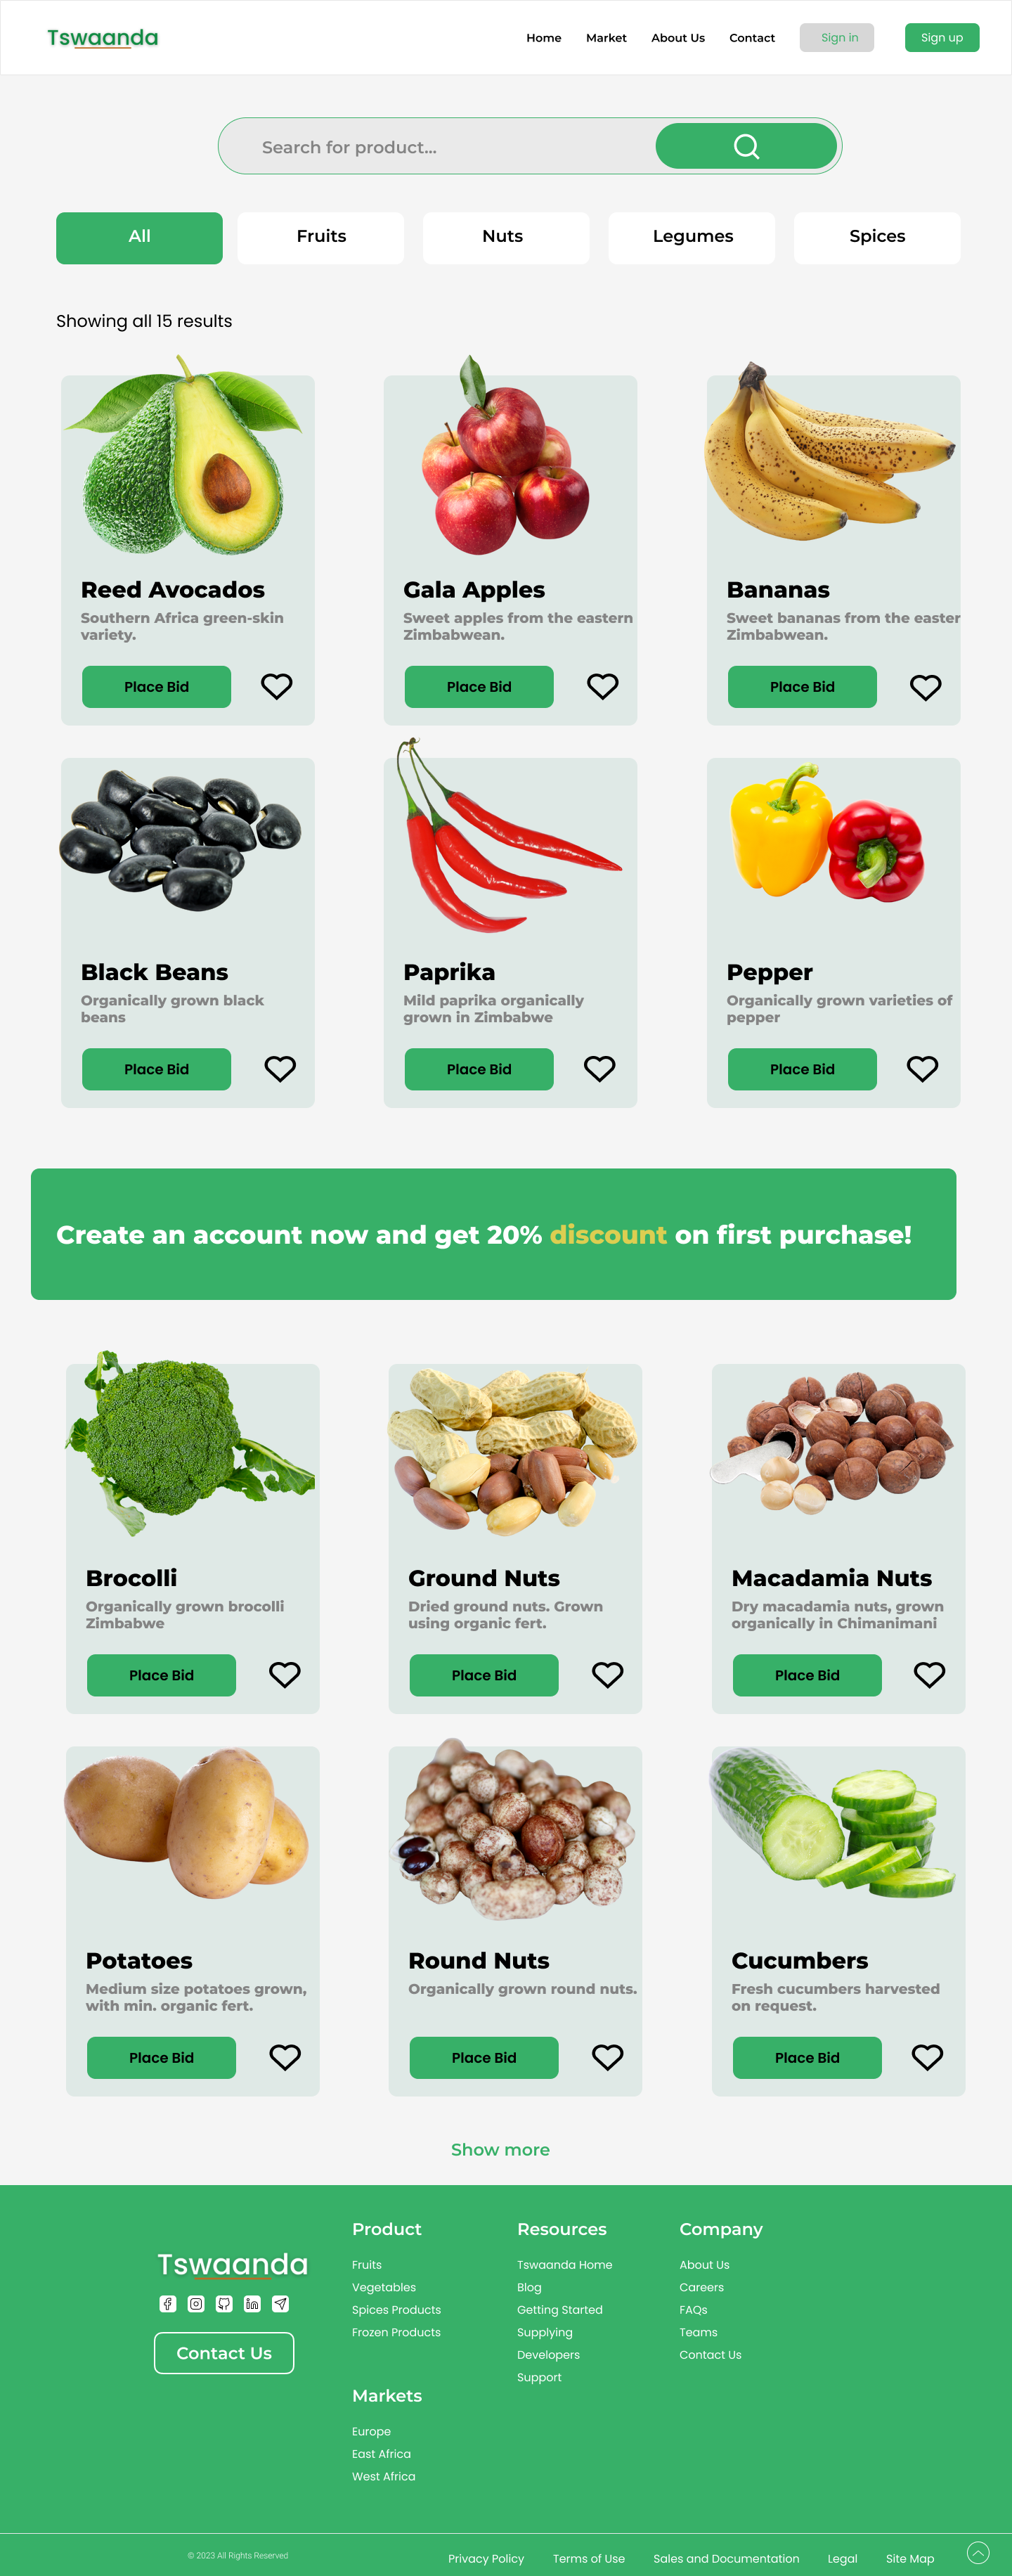 Tswaanda
Home Market About Us Contact Sign in Sign up
Search for product...
All Fruits Nuts Legumes Spices
Showing all 15 results
Reed Avocados
Southern Africa green-skin
variety.
Place Bid
Gala Apples
Sweet apples from the eastern
Zimbabwean.
Place Bid
Bananas
Sweet bananas from the easter
Zimbabwean.
Place Bid
Black Beans
Organically grown black
beans
Place Bid
Paprika
Mild paprika organically
grown in Zimbabwe
Place Bid
Pepper
Organically grown varieties of
pepper
Place Bid
Create an account now and get 20% discount on first purchase!
Brocolli
Organically grown brocolli
Zimbabwe
Place Bid
Ground Nuts
Dried ground nuts. Grown
using organic fert.
Place Bid
Macadamia Nuts
Dry macadamia nuts, grown
organically in Chimanimani
Place Bid
Potatoes
Medium size potatoes grown,
with min. organic fert.
Place Bid
Round Nuts
Organically grown round nuts.
Place Bid
Cucumbers
Fresh cucumbers harvested
on request.
Place Bid
Show more
Tswaanda
Contact Us
Product
Fruits
Vegetables
Spices Products
Frozen Products
Markets
Europe
East Africa
West Africa
Resources
Tswaanda Home
Blog
Getting Started
Supplying
Developers
Support
Company
About Us
Careers
FAQs
Teams
Contact Us
© 2023 All Rights Reserved
Privacy Policy Terms of Use Sales and Documentation Legal Site Map